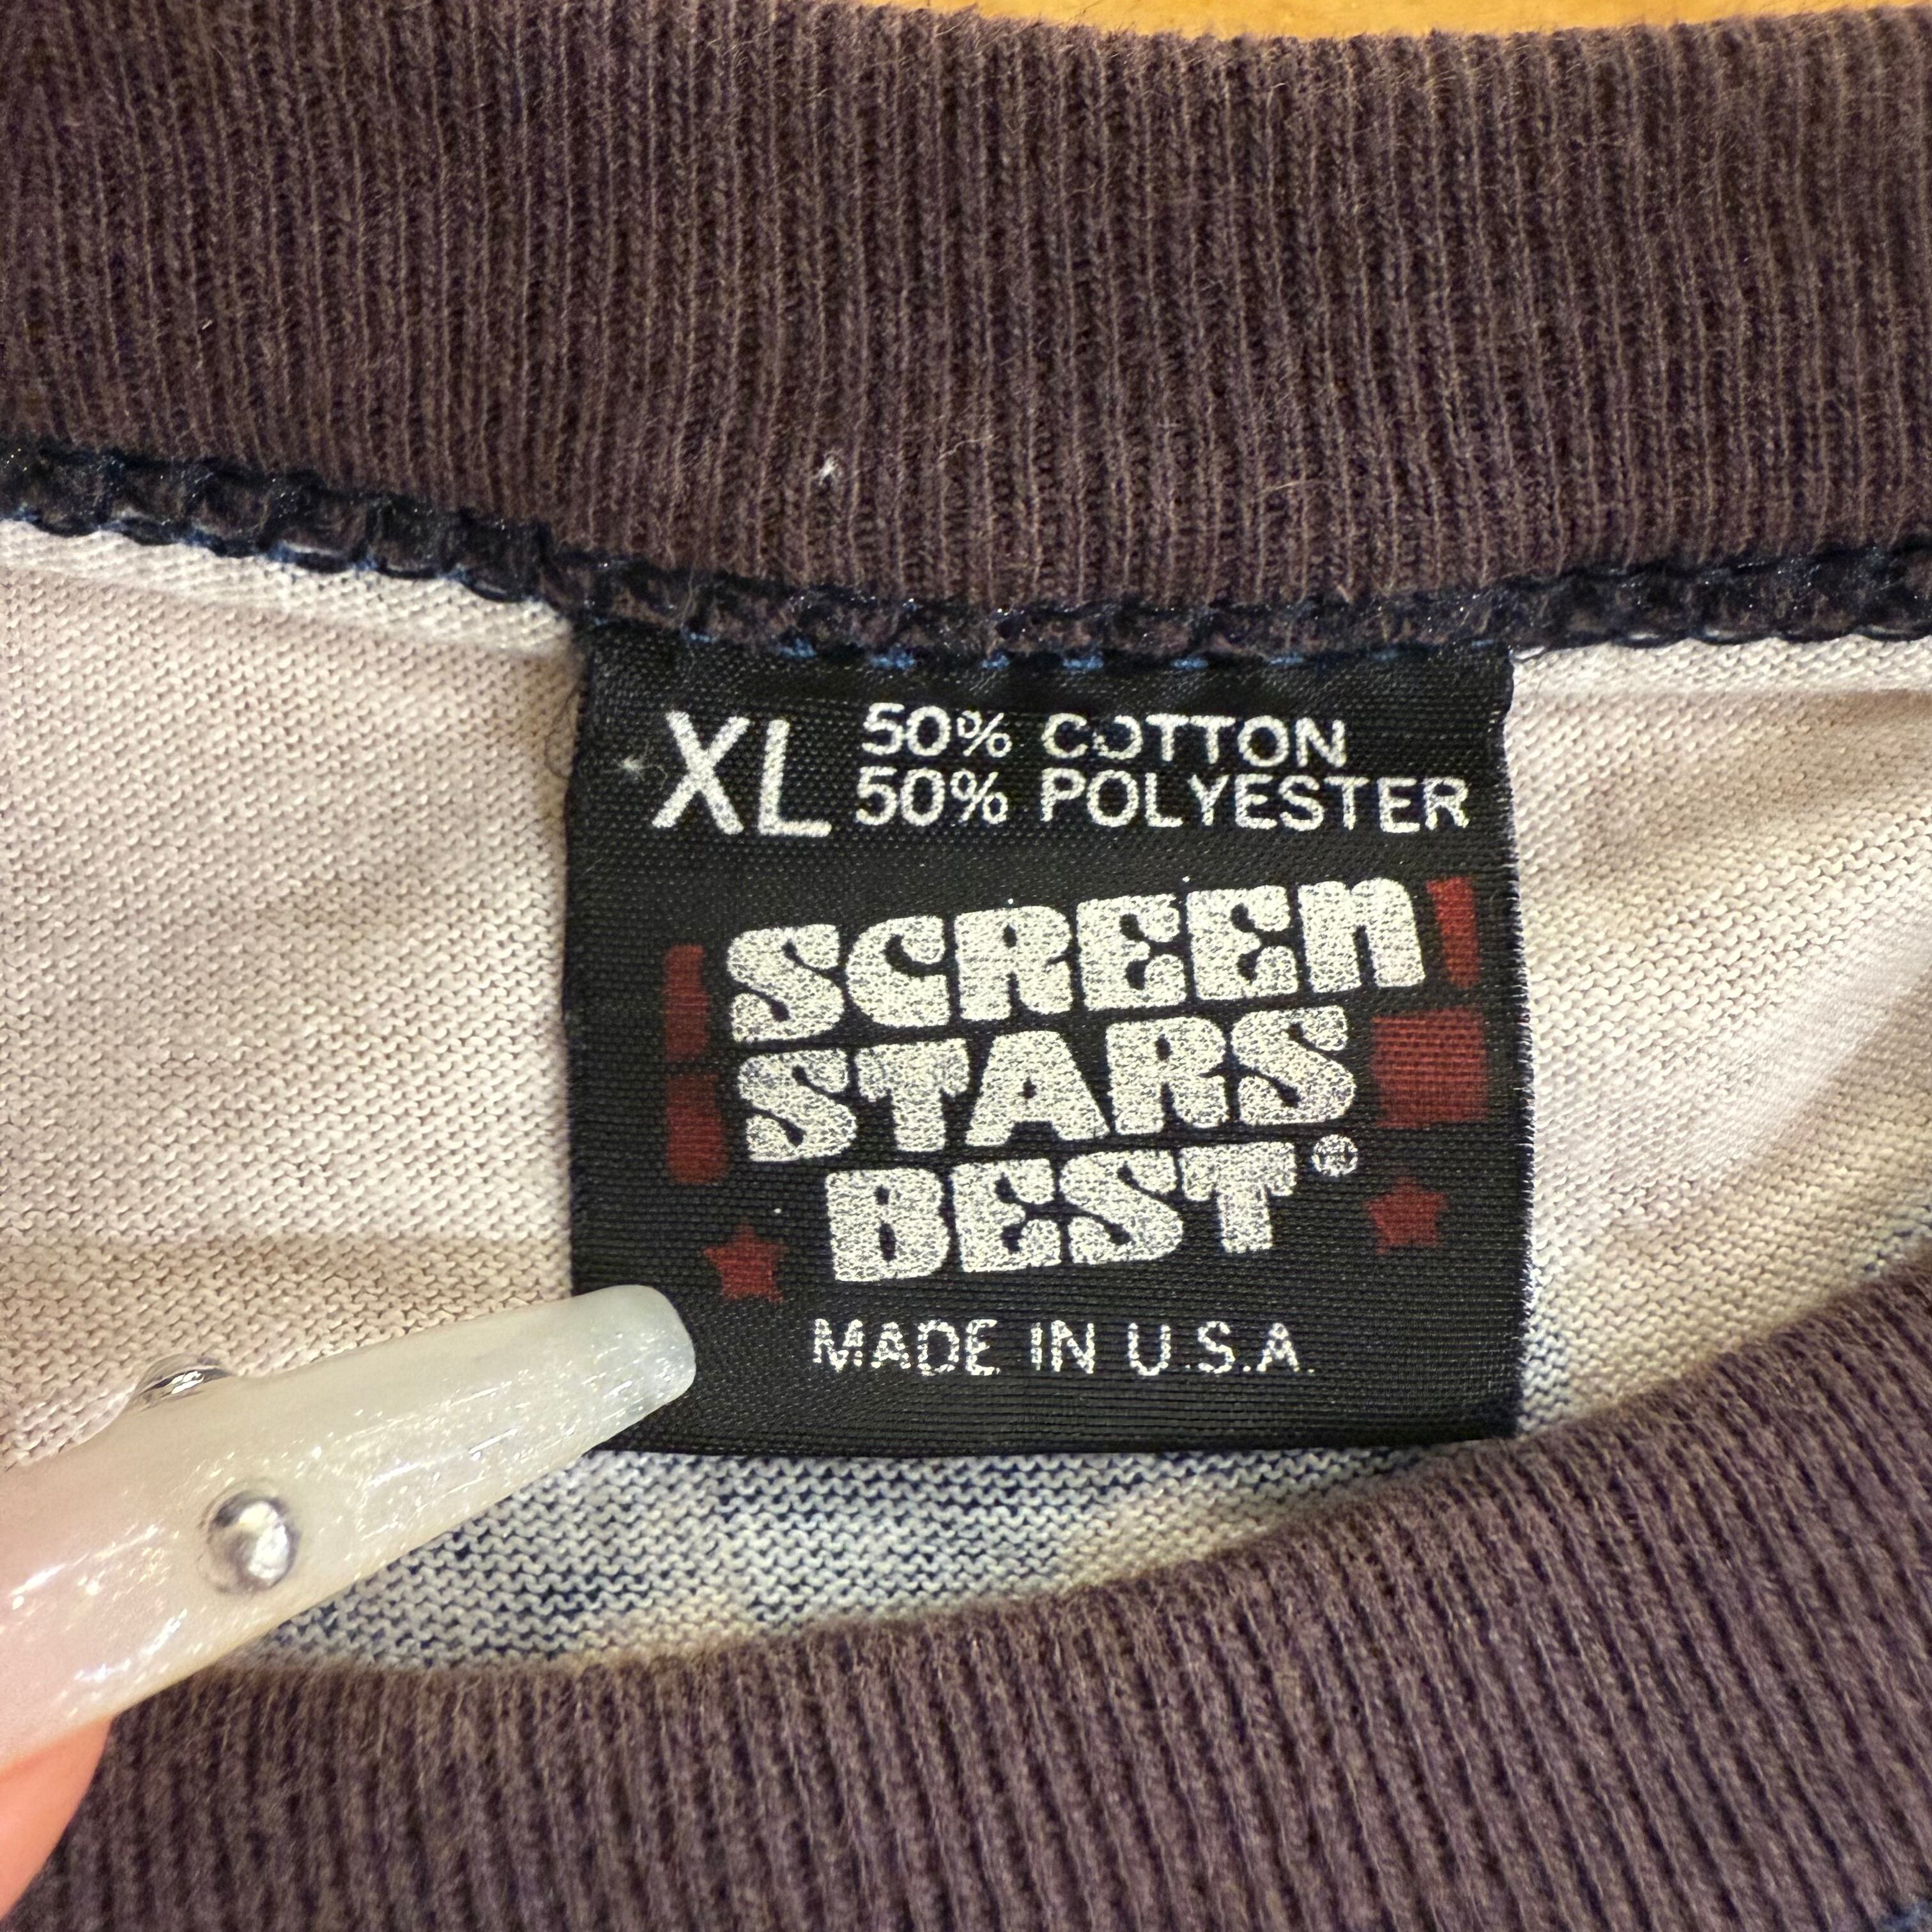 XL 50% COTTON
50% POLYESTER
SCREEN
STARS
BEST®
MADE IN U.S.A.